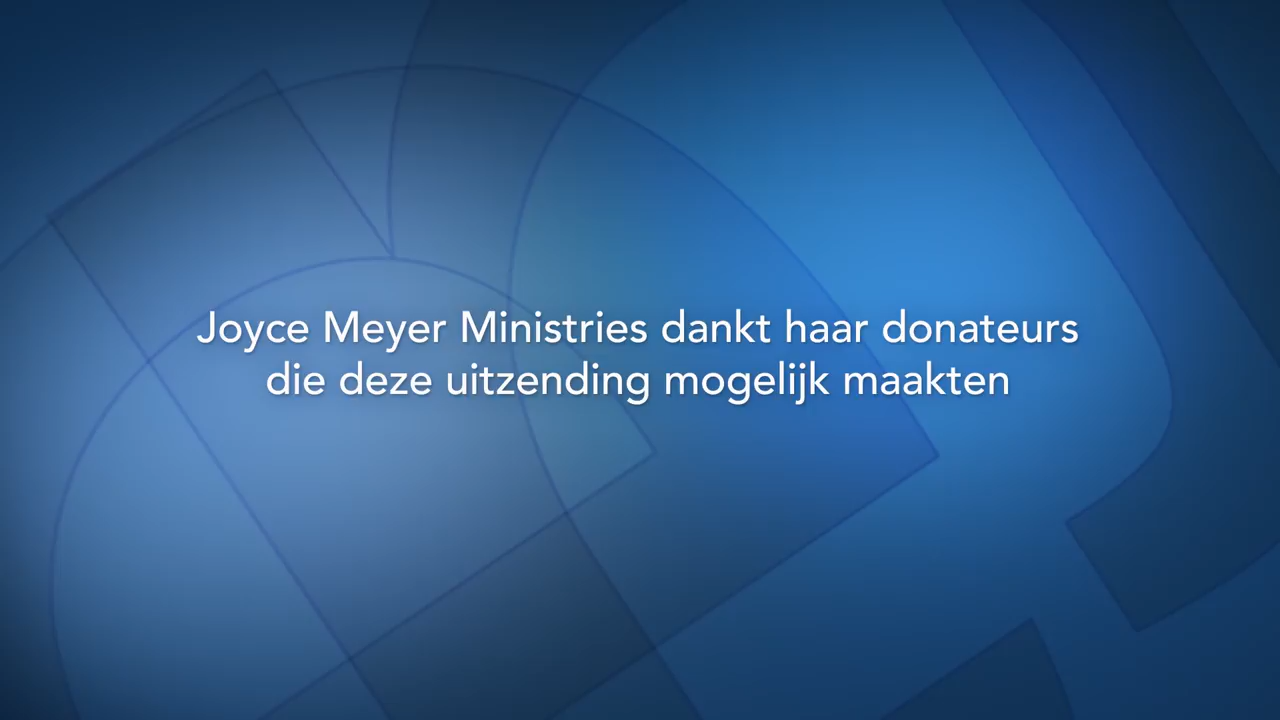 Joyce Meyer Ministries dankt haar donateurs
die deze uitzending mogelijk maakten